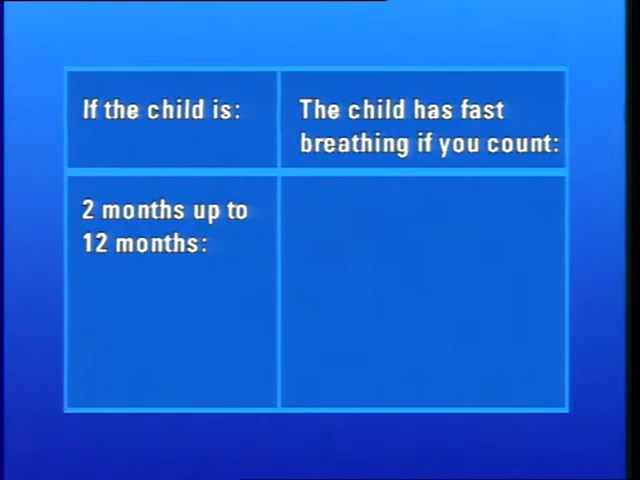 If the child is:
The child has fast
breathing if you count:
2 months up to
12 months: